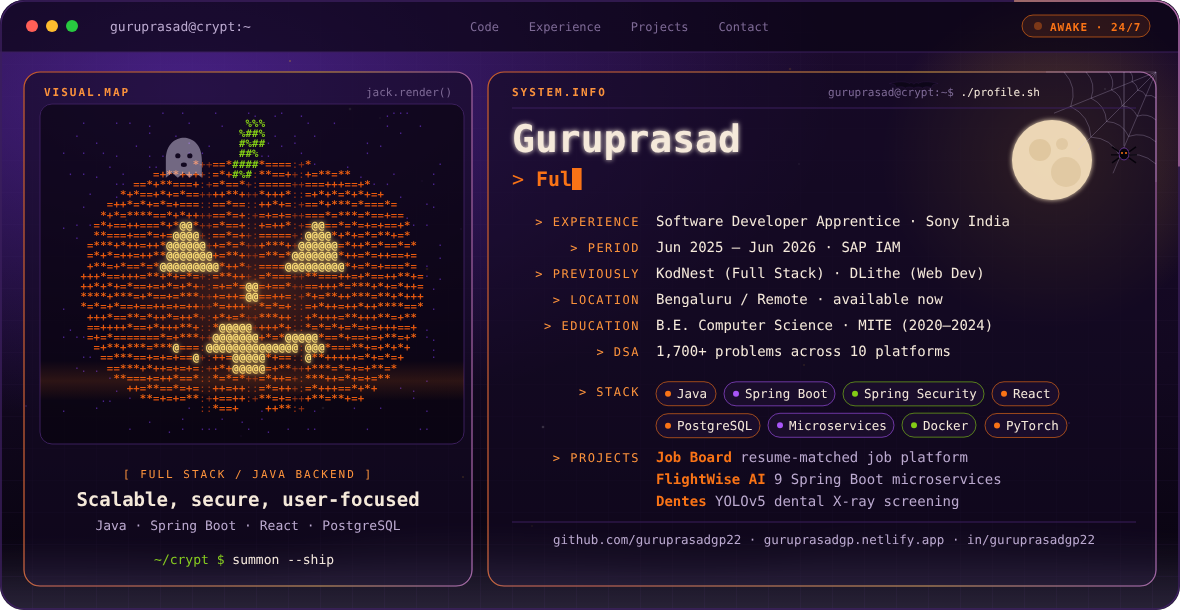 guruprasad@crypt:~
Code Experience Projects Contact
AWAKE · 24/7
VISUAL.MAP
jack.render()
[ FULL STACK / JAVA BACKEND ]
Scalable, secure, user-focused
Java · Spring Boot · React · PostgreSQL
~/crypt $ summon --ship
SYSTEM.INFO
guruprasad@crypt:~$ ./profile.sh
Guruprasad
> Ful
> EXPERIENCE Software Developer Apprentice · Sony India
> PERIOD Jun 2025 – Jun 2026 · SAP IAM
> PREVIOUSLY KodNest (Full Stack) · DLithe (Web Dev)
> LOCATION Bengaluru / Remote · available now
> EDUCATION B.E. Computer Science · MITE (2020–2024)
> DSA 1,700+ problems across 10 platforms
> STACK Java Spring Boot Spring Security React
PostgreSQL Microservices Docker PyTorch
> PROJECTS Job Board resume-matched job platform
FlightWise AI 9 Spring Boot microservices
Dentes YOLOv5 dental X-ray screening
github.com/guruprasadgp22 · guruprasadgp.netlify.app · in/guruprasadgp22